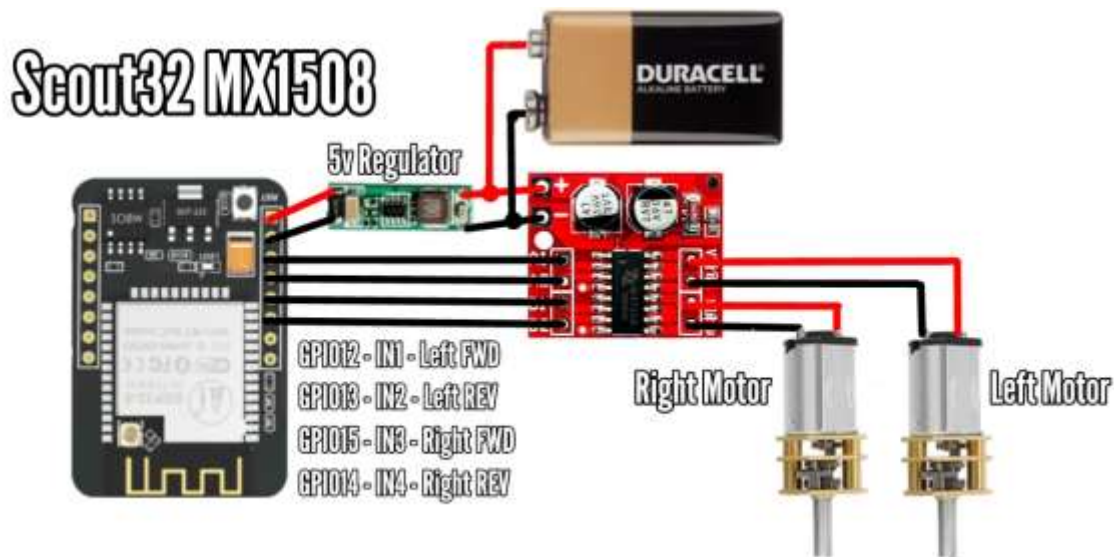 Scout32 MX1508
DURACELL
ALKALINE BATTERY
5v Regulator
+
-
GPIO12 - IN1 - Left FWD
GPIO13 - IN2 - Left REV
GPIO15 - IN3 - Right FWD
GPIO14 - IN4 - Right REV
Right Motor
Left Motor